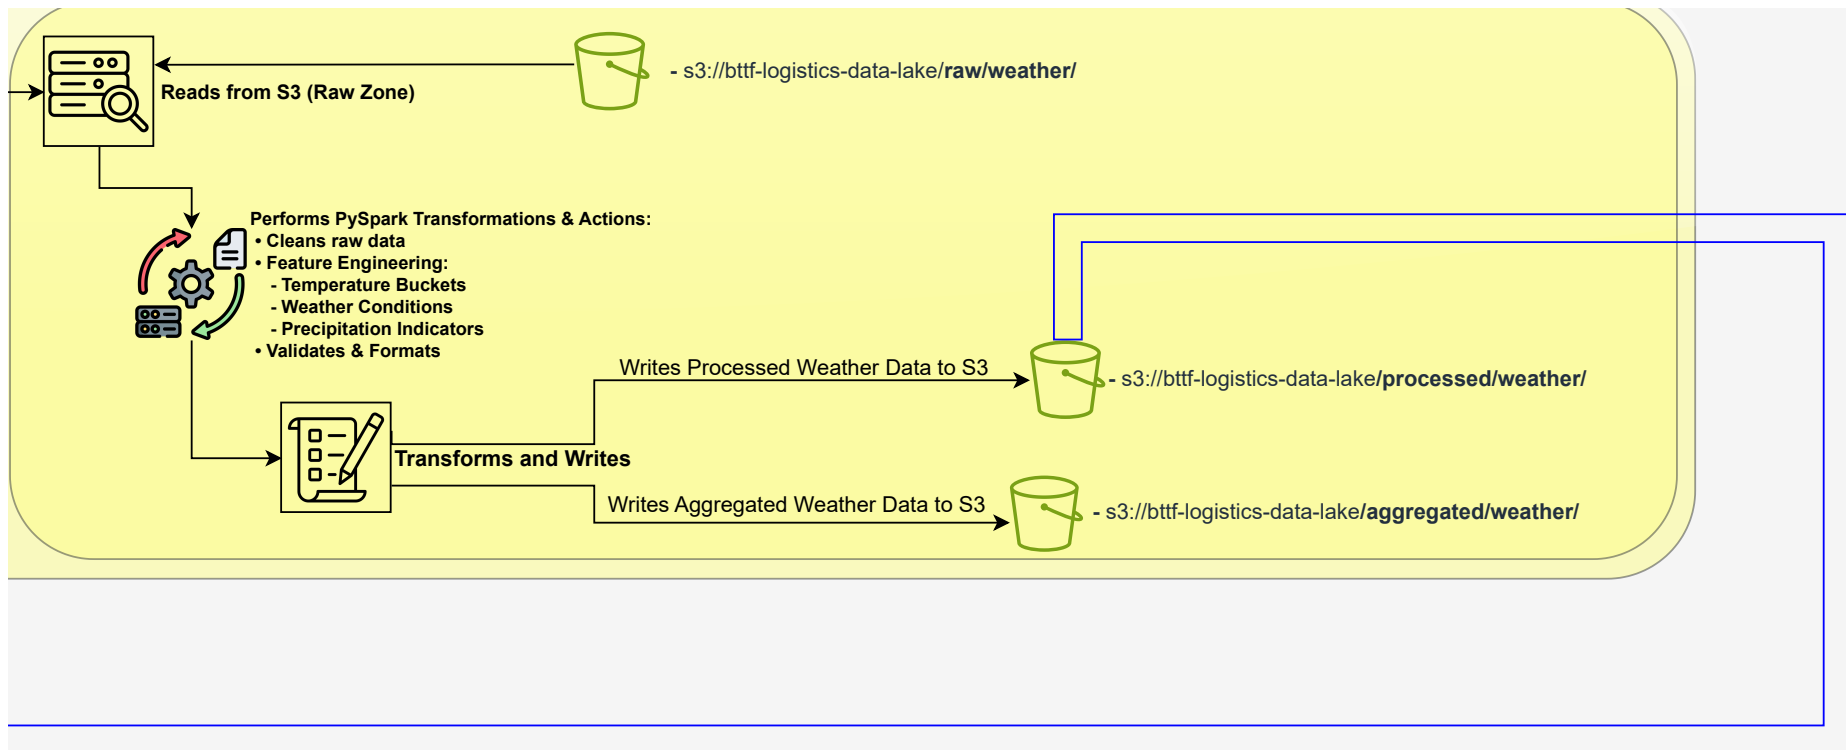 - s3://bttf-logistics-data-lake/raw/weather/
Reads from S3 (Raw Zone)
Performs PySpark Transformations & Actions:
• Cleans raw data
• Feature Engineering:
- Temperature Buckets
- Weather Conditions
- Precipitation Indicators
• Validates & Formats
Writes Processed Weather Data to S3
- s3://bttf-logistics-data-lake/processed/weather/
Transforms and Writes
Writes Aggregated Weather Data to S3
- s3://bttf-logistics-data-lake/aggregated/weather/